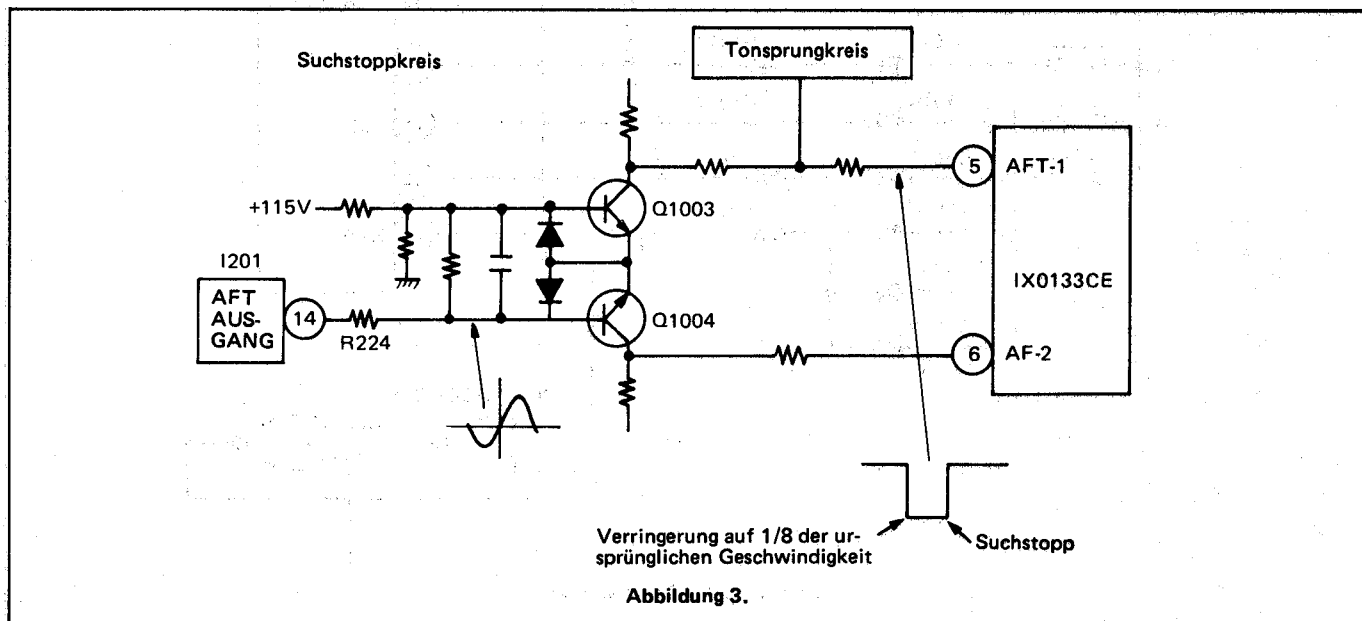 Suchstoppkreis
Tonsprungkreis
5
AFT-1
+115V
Q1003
I201
AFT
AUS-
GANG
14
R224
IX0133CE
Q1004
6
AF-2
Verringerung auf 1/8 der ur-
sprünglichen Geschwindigkeit
Suchstopp
Abbildung 3.